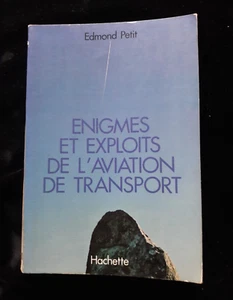 Edmond Petit
ENIGMES
ET EXPLOITS
DE L'AVIATION
DE TRANSPORT
Hachette